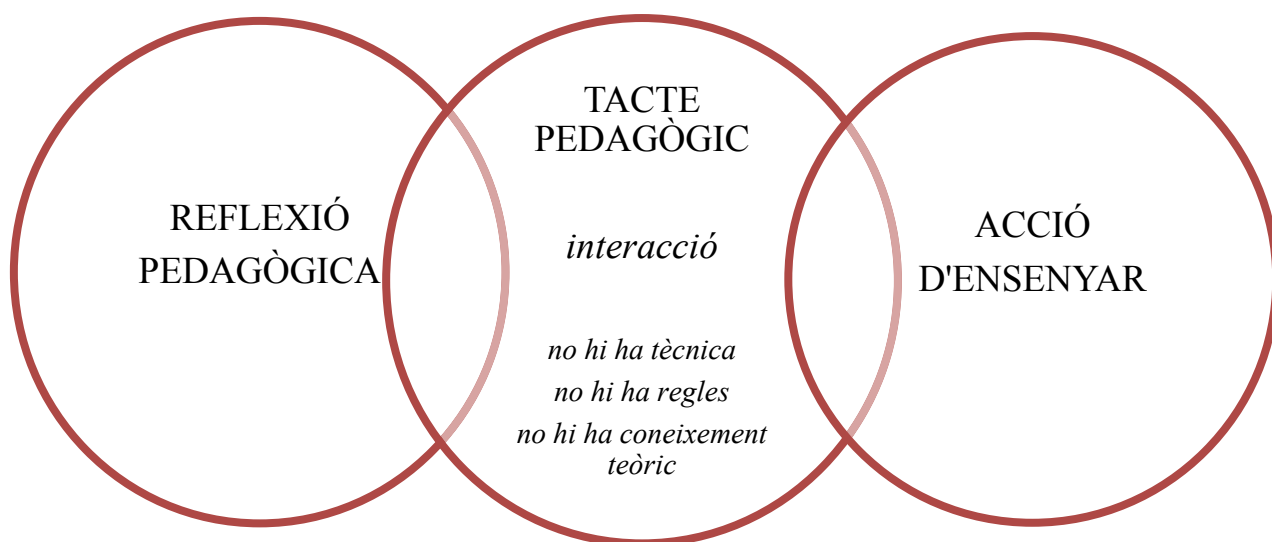 REFLEXIÓ
PEDAGÒGICA
TACTE
PEDAGÒGIC
interacció
no hi ha tècnica
no hi ha regles
no hi ha coneixement
teòric
ACCIÓ
D'ENSENYAR